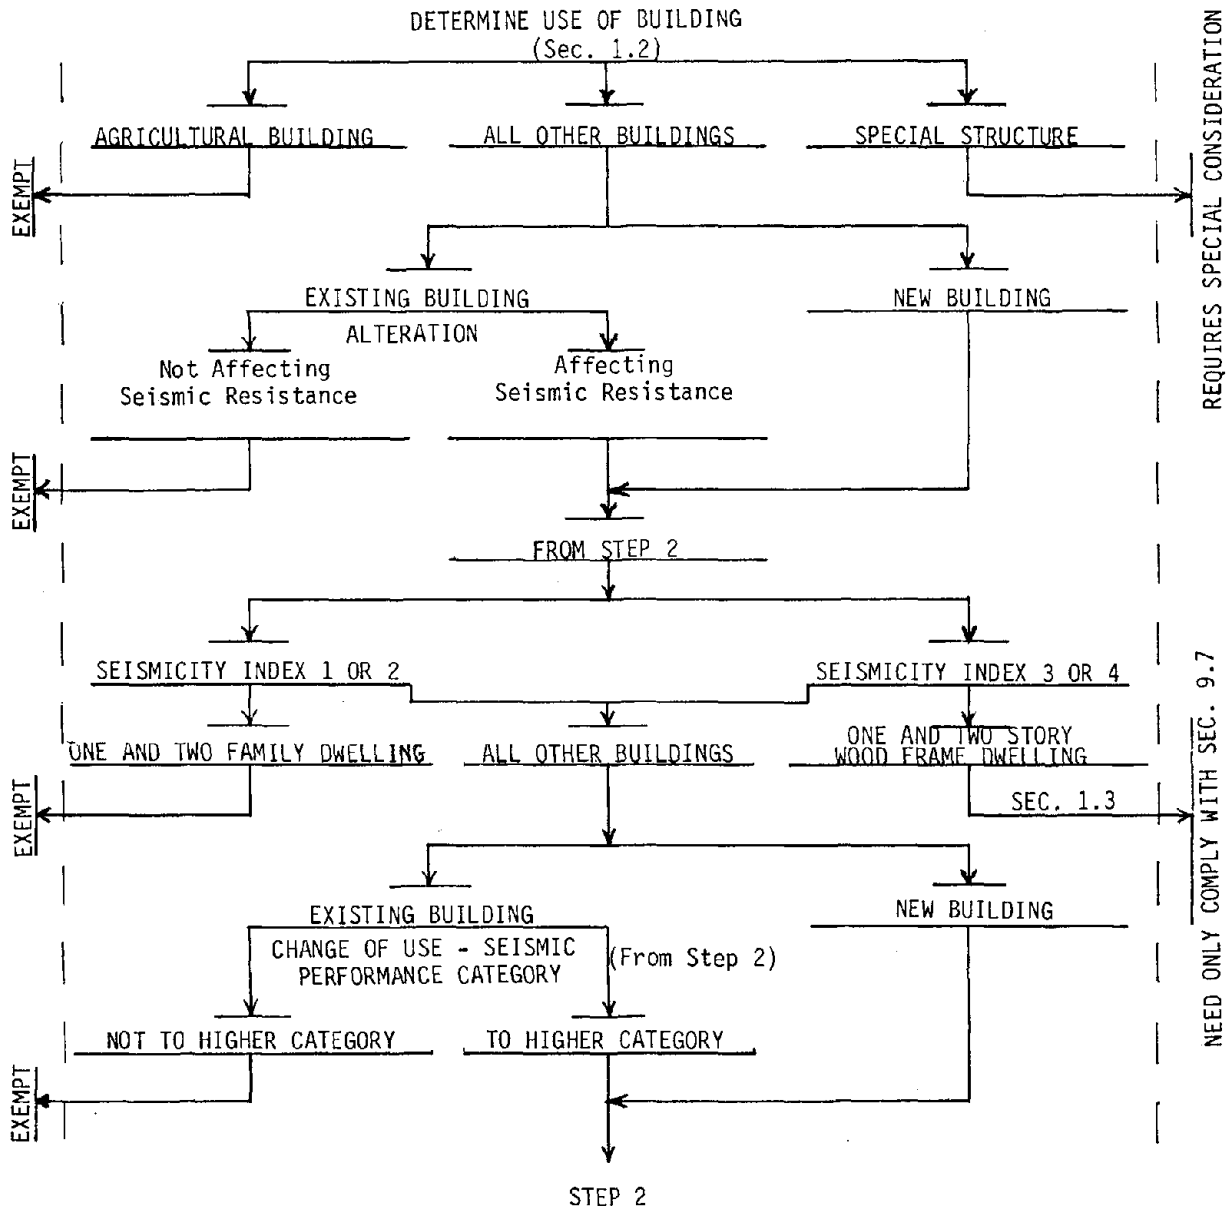 DETERMINE USE OF BUILDING
(Sec. 1.2)
AGRICULTURAL BUILDING
ALL OTHER BUILDINGS
SPECIAL STRUCTURE
EXEMPT
REQUIRES SPECIAL CONSIDERATION
EXISTING BUILDING
ALTERATION
NEW BUILDING
Not Affecting
Seismic Resistance
Affecting
Seismic Resistance
EXEMPT
FROM STEP 2
SEISMICITY INDEX 1 OR 2
SEISMICITY INDEX 3 OR 4
ONE AND TWO FAMILY DWELLING
ALL OTHER BUILDINGS
ONE AND TWO STORY
WOOD FRAME DWELLING
EXEMPT
SEC. 1.3
NEED ONLY COMPLY WITH SEC. 9.7
EXISTING BUILDING
CHANGE OF USE - SEISMIC
PERFORMANCE CATEGORY
(From Step 2)
NEW BUILDING
NOT TO HIGHER CATEGORY
TO HIGHER CATEGORY
EXEMPT
STEP 2